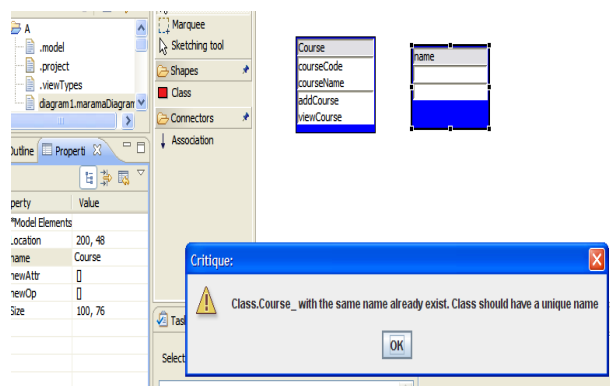 A
.model
.project
.viewTypes
diagram1.maramaDiagram
Marquee
Sketching tool
Shapes
Class
Connectors
Association
Course
courseCode
courseName
addCourse
viewCourse
name
Outline
Properti
Property
Value
*Model Elements
Location
200, 48
name
Course
newAttr
[]
newOp
[]
Size
100, 76
Critique:
Class.Course_ with the same name already exist. Class should have a unique name
OK
Task
Select